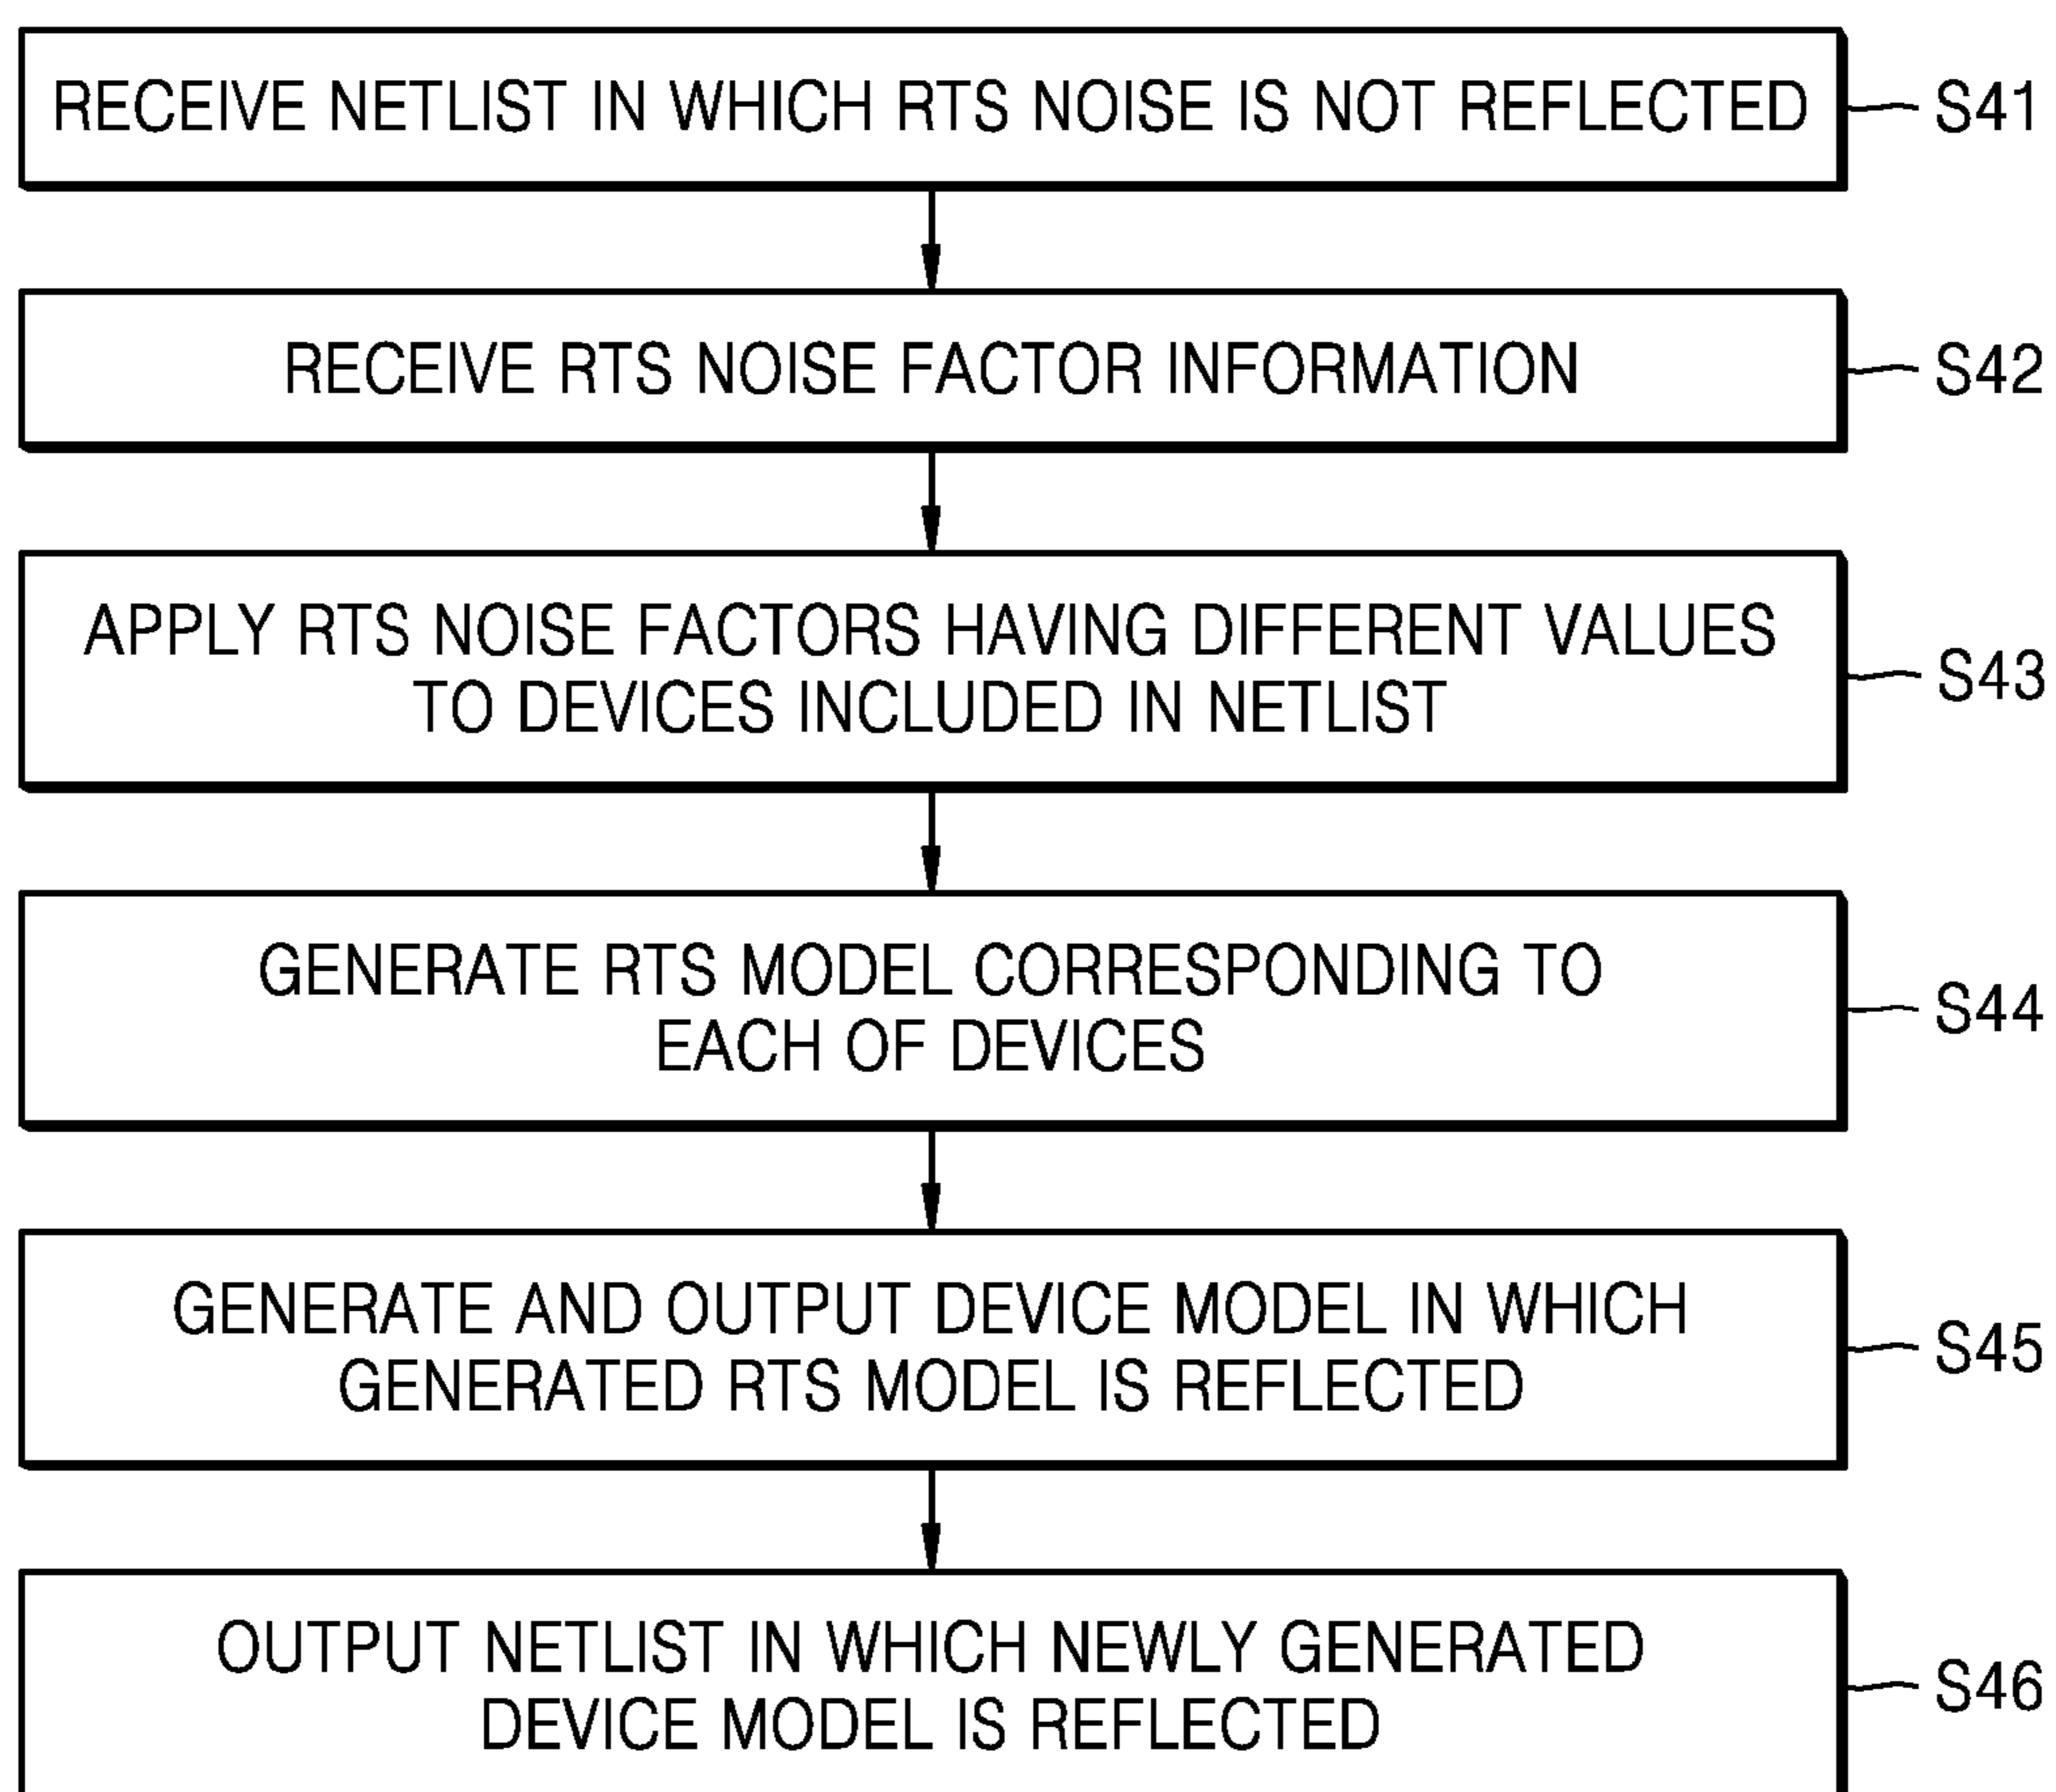 RECEIVE NETLIST IN WHICH RTS NOISE IS NOT REFLECTED
S41
RECEIVE RTS NOISE FACTOR INFORMATION
S42
APPLY RTS NOISE FACTORS HAVING DIFFERENT VALUES
TO DEVICES INCLUDED IN NETLIST
S43
GENERATE RTS MODEL CORRESPONDING TO
EACH OF DEVICES
S44
GENERATE AND OUTPUT DEVICE MODEL IN WHICH
GENERATED RTS MODEL IS REFLECTED
S45
OUTPUT NETLIST IN WHICH NEWLY GENERATED
DEVICE MODEL IS REFLECTED
S46